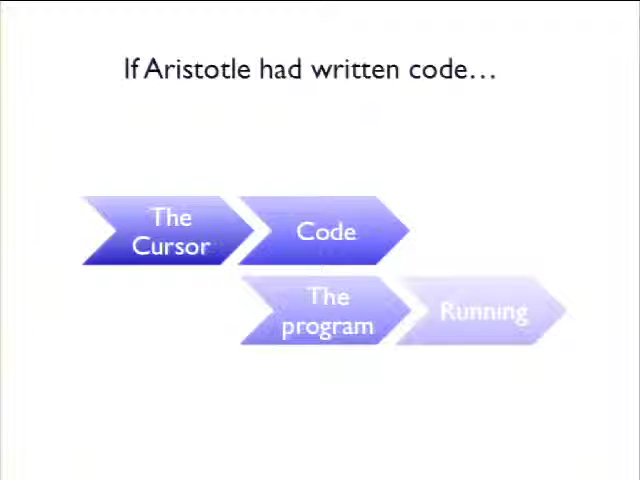 If Aristotle had written code…
The
Cursor
Code
The
program
Running